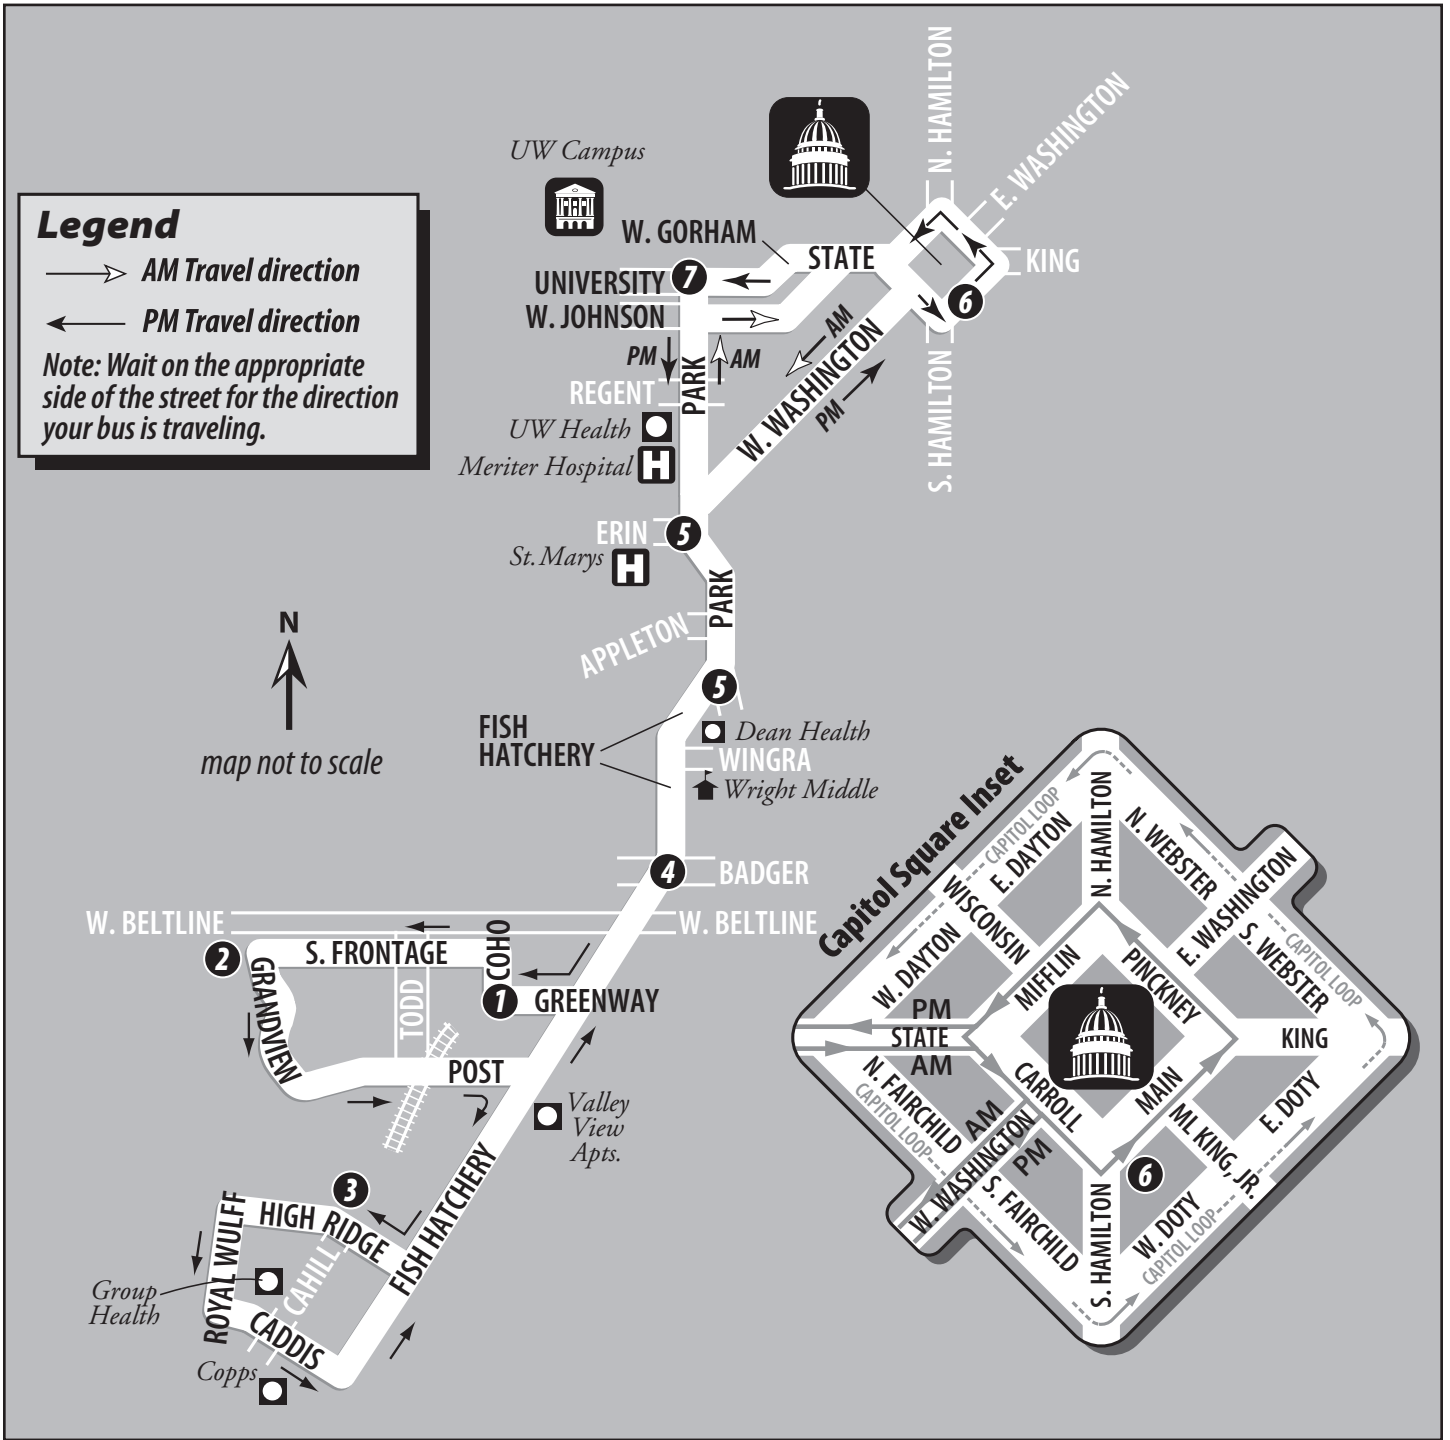 N. HAMILTON
E. WASHINGTON
UW Campus
Legend
AM Travel direction
PM Travel direction
Note: Wait on the appropriate
side of the street for the direction
your bus is traveling.
W. GORHAM
STATE
KING
UNIVERSITY
7
6
W. JOHNSON
PM
AM
AM
W. WASHINGTON
PM
REGENT
PARK
S. HAMILTON
UW Health
Meriter Hospital
H
ERIN
5
St. Marys
H
PARK
APPLETON
N
map not to scale
5
FISH
HATCHERY
Dean Health
WINGRA
Wright Middle
4
BADGER
W. BELTLINE
W. BELTLINE
2
S. FRONTAGE
COHO
GRANDVIEW
TODD
1
GREENWAY
POST
Valley
View
Apts.
3
FISH HATCHERY
HIGH RIDGE
ROYAL WULFF
CAHILL
Group
Health
CADDIS
Copps
Capitol Square Inset
CAPITOL LOOP
E. DAYTON
N. HAMILTON
N. WEBSTER
WISCONSIN
E. WASHINGTON
W. DAYTON
S. WEBSTER
CAPITOL LOOP
MIFFLIN
PINCKNEY
PM
STATE
AM
KING
N. FAIRCHILD
CAPITOL LOOP
CARROLL
MAIN
AM
W. WASHINGTON
PM
ML KING, JR.
E. DOTY
6
S. FAIRCHILD
S. HAMILTON
W. DOTY
CAPITOL LOOP